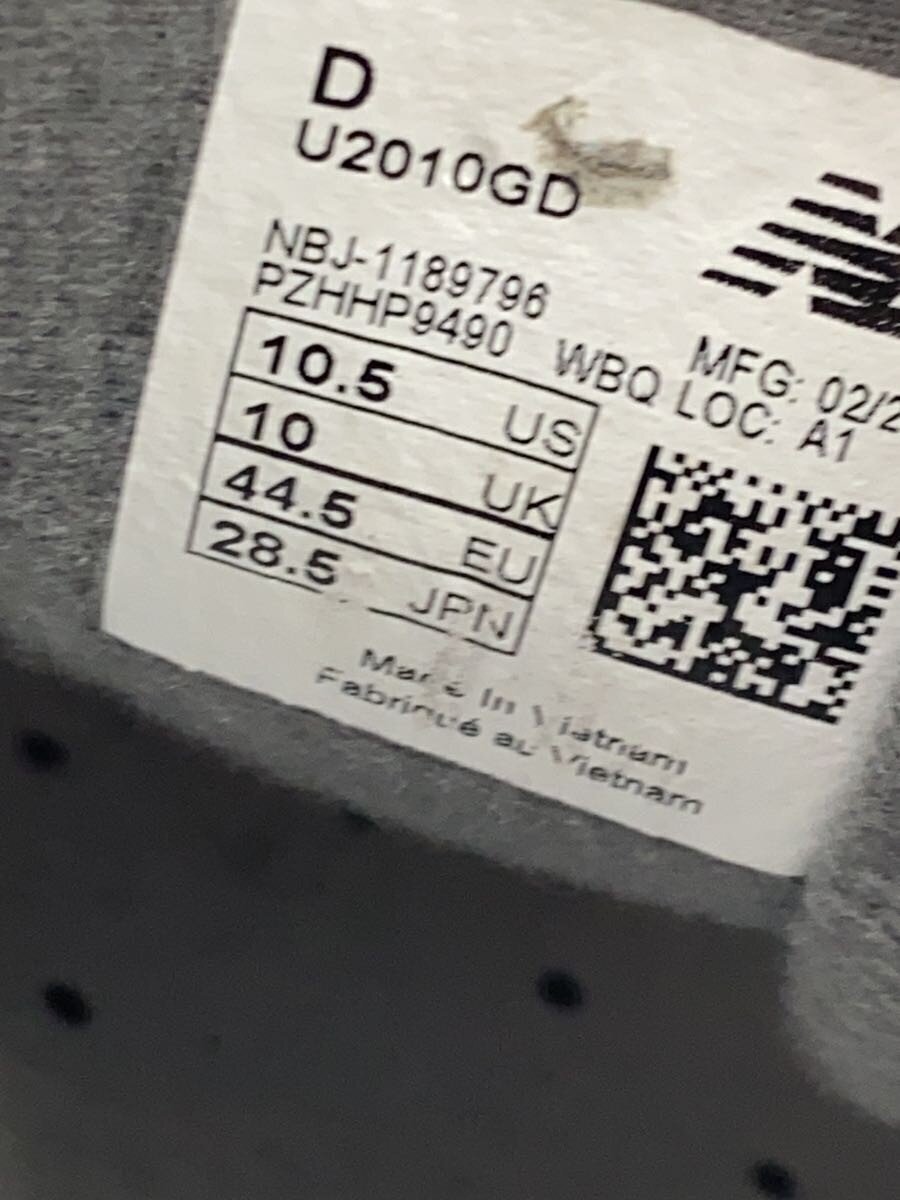 D
U2010GD
NBJ-1189796
PZHHP9490 WBQ LOC: A1
MFG: 02/2
10.5 US
10 UK
44.5 EU
28.5 JPN
Made In Vietnam
Fabriqué au Vietnam